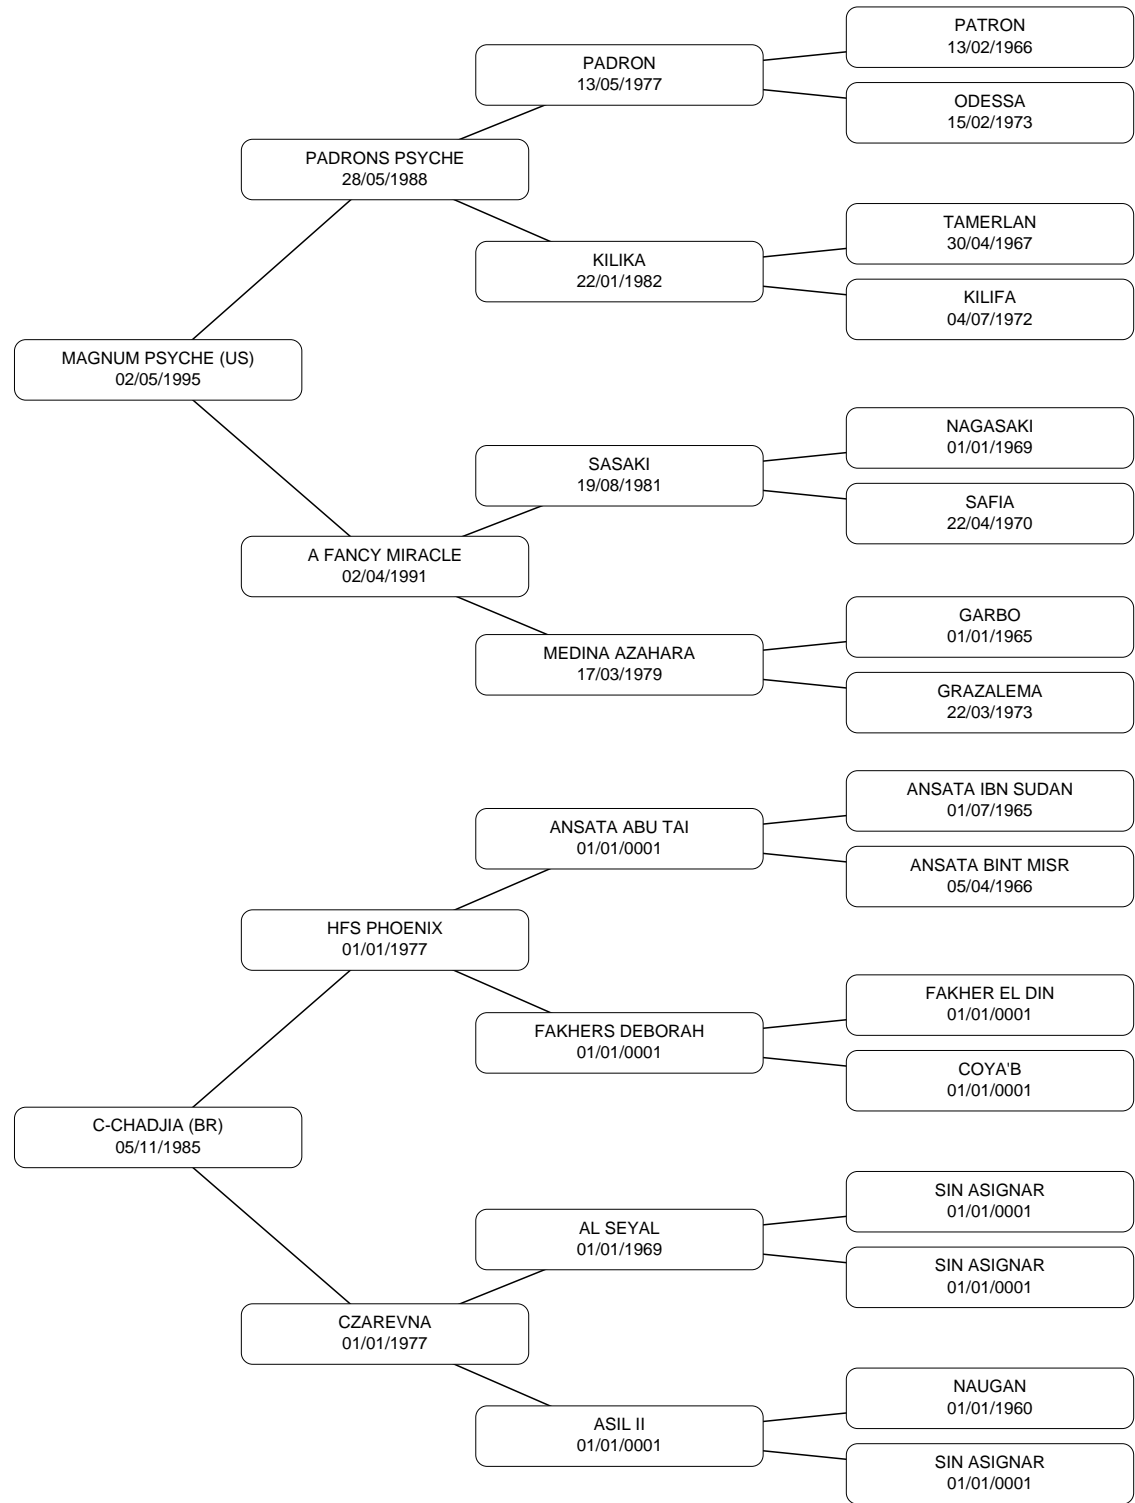 PATRON
13/02/1966
PADRON
13/05/1977
ODESSA
15/02/1973
PADRONS PSYCHE
28/05/1988
TAMERLAN
30/04/1967
KILIKA
22/01/1982
KILIFA
04/07/1972
MAGNUM PSYCHE (US)
02/05/1995
NAGASAKI
01/01/1969
SASAKI
19/08/1981
SAFIA
22/04/1970
A FANCY MIRACLE
02/04/1991
GARBO
01/01/1965
MEDINA AZAHARA
17/03/1979
GRAZALEMA
22/03/1973
ANSATA IBN SUDAN
01/07/1965
ANSATA ABU TAI
01/01/0001
ANSATA BINT MISR
05/04/1966
HFS PHOENIX
01/01/1977
FAKHER EL DIN
01/01/0001
FAKHERS DEBORAH
01/01/0001
COYA'B
01/01/0001
C-CHADJIA (BR)
05/11/1985
SIN ASIGNAR
01/01/0001
AL SEYAL
01/01/1969
SIN ASIGNAR
01/01/0001
CZAREVNA
01/01/1977
NAUGAN
01/01/1960
ASIL II
01/01/0001
SIN ASIGNAR
01/01/0001